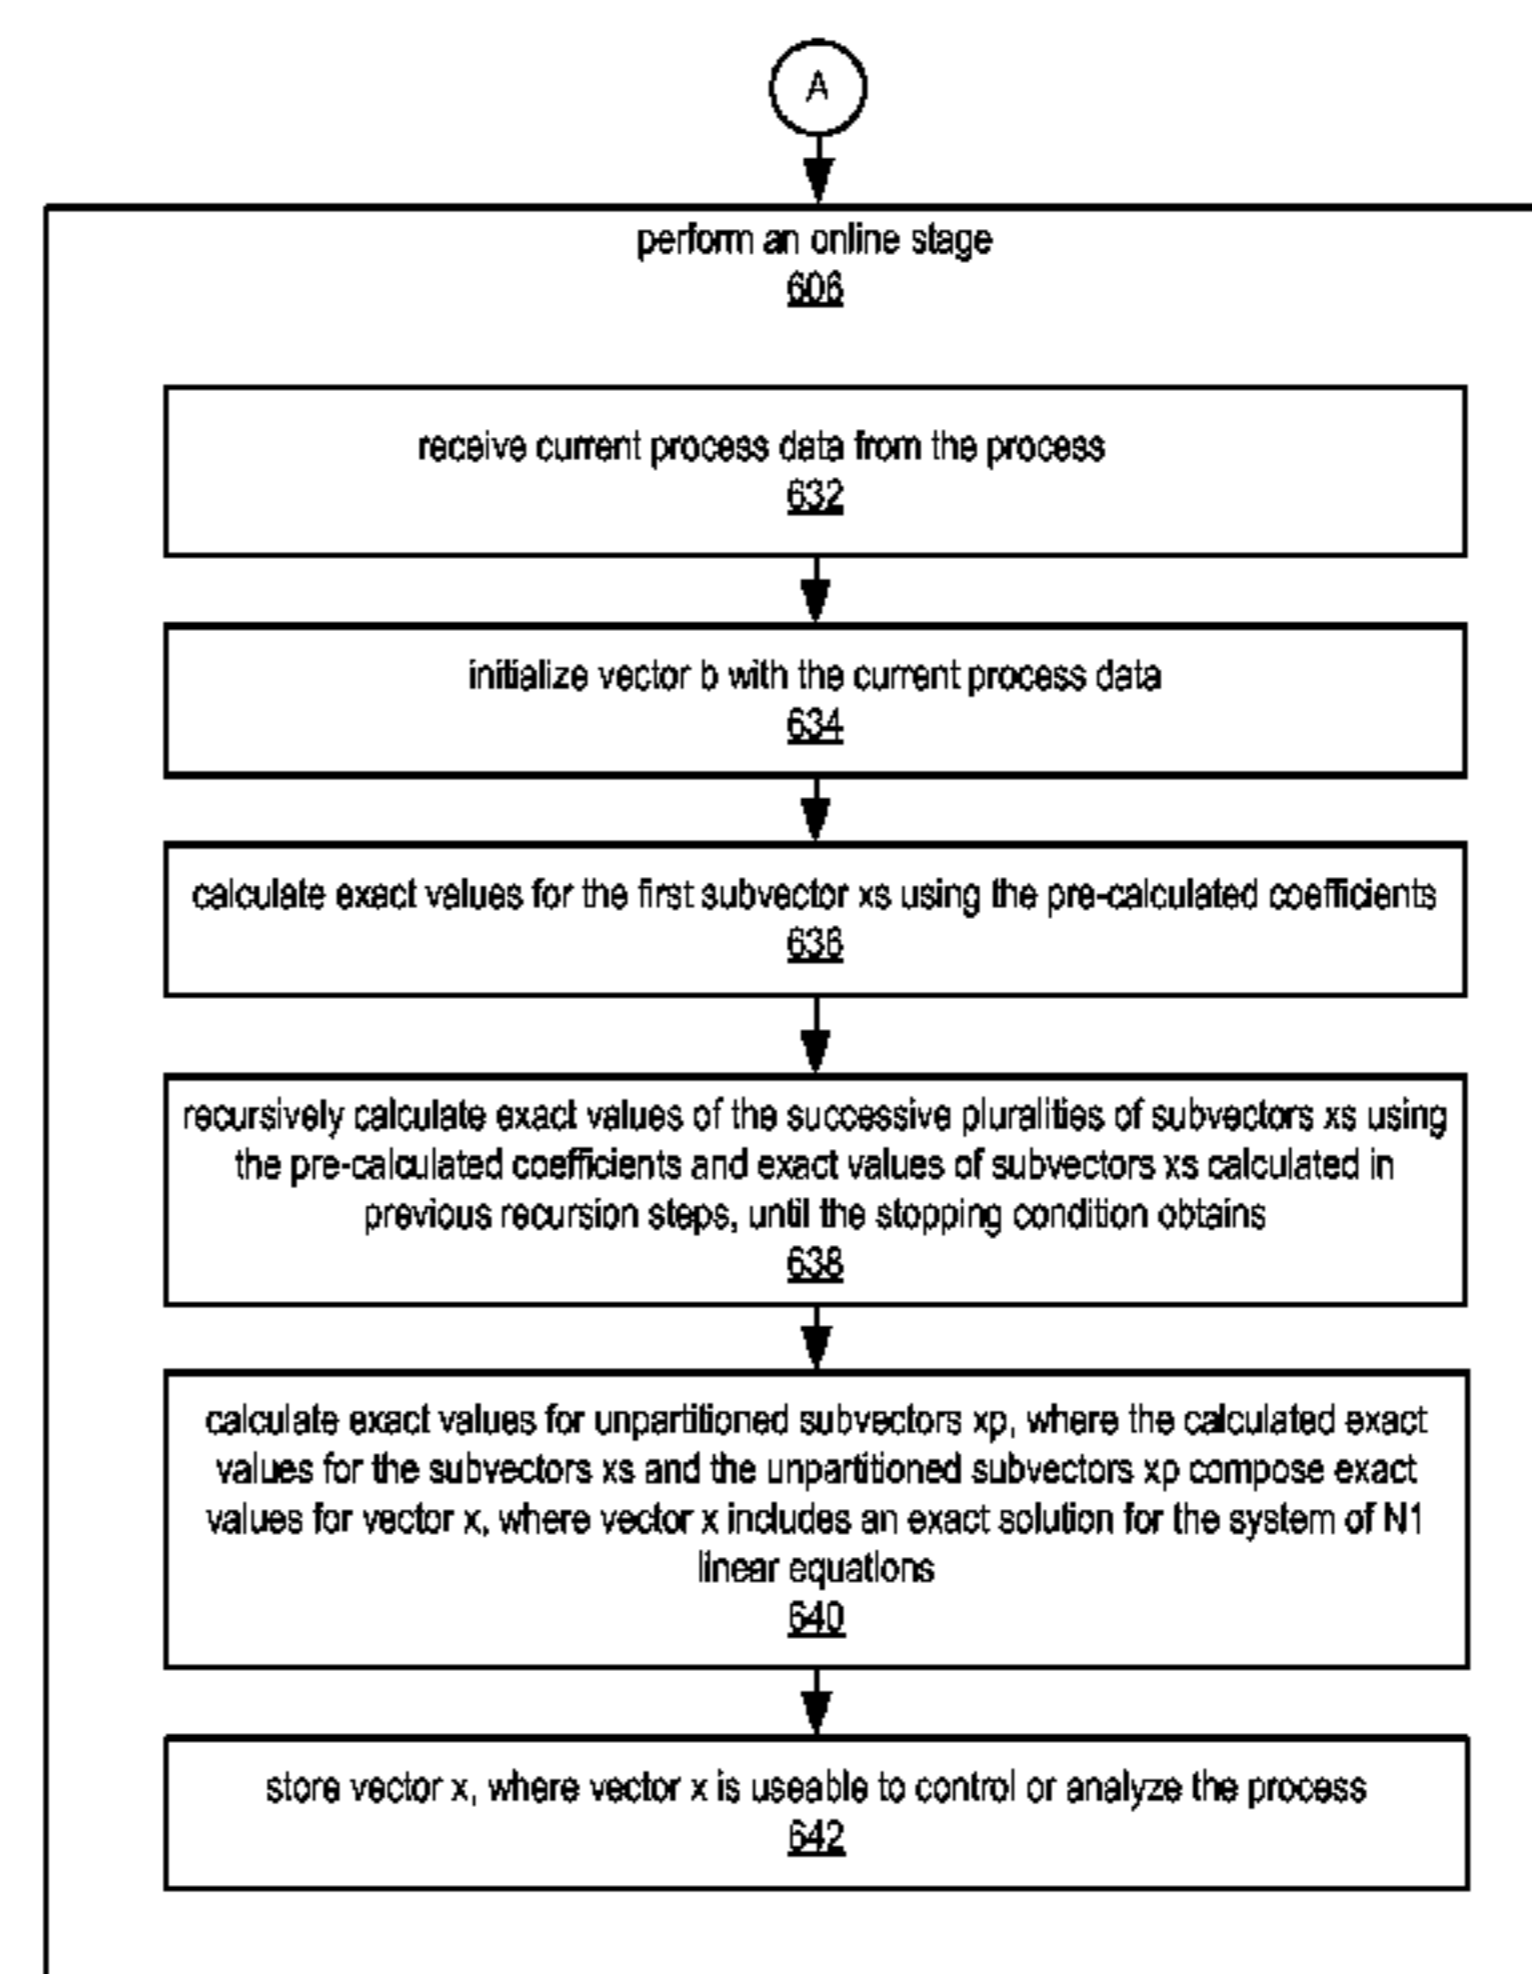 A
perform an online stage
606
receive current process data from the process
632
initialize vector b with the current process data
634
calculate exact values for the first subvector xs using the pre-calculated coefficients
636
recursively calculate exact values of the successive pluralities of subvectors xs using
the pre-calculated coefficients and exact values of subvectors xs calculated in
previous recursion steps, until the stopping condition obtains
638
calculate exact values for unpartitioned subvectors xp, where the calculated exact
values for the subvectors xs and the unpartitioned subvectors xp compose exact
values for vector x, where vector x includes an exact solution for the system of N1
linear equations
640
store vector x, where vector x is useable to control or analyze the process
642